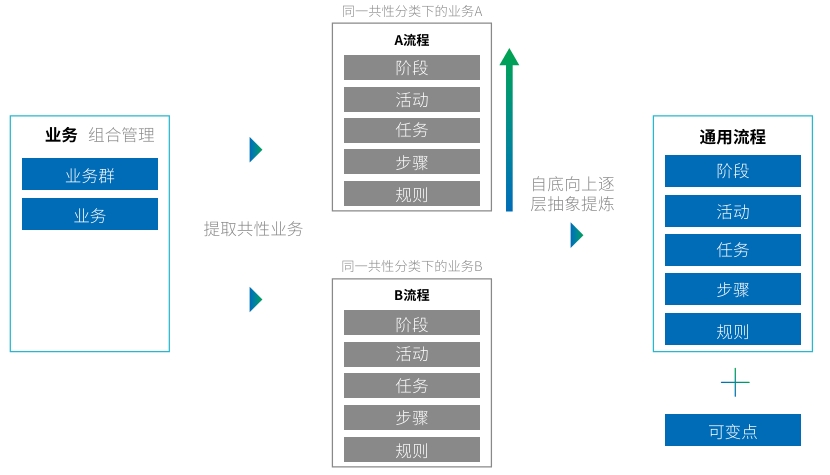 业务 组合管理
业务群
业务
提取共性业务
同一共性分类下的业务A
A流程
阶段
活动
任务
步骤
规则
同一共性分类下的业务B
B流程
阶段
活动
任务
步骤
规则
自底向上逐
层抽象提炼
通用流程
阶段
活动
任务
步骤
规则
可变点